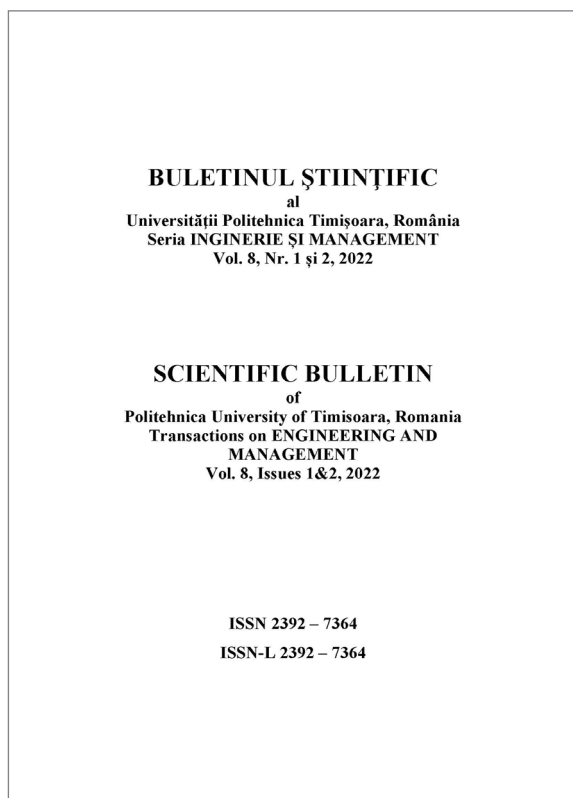 BULETINUL ŞTIINŢIFIC
al
Universităţii Politehnica Timişoara, România
Seria INGINERIE ȘI MANAGEMENT
Vol. 8, Nr. 1 și 2, 2022
SCIENTIFIC BULLETIN
of
Politehnica University of Timisoara, Romania
Transactions on ENGINEERING AND
MANAGEMENT
Vol. 8, Issues 1&2, 2022
ISSN 2392 – 7364
ISSN-L 2392 – 7364